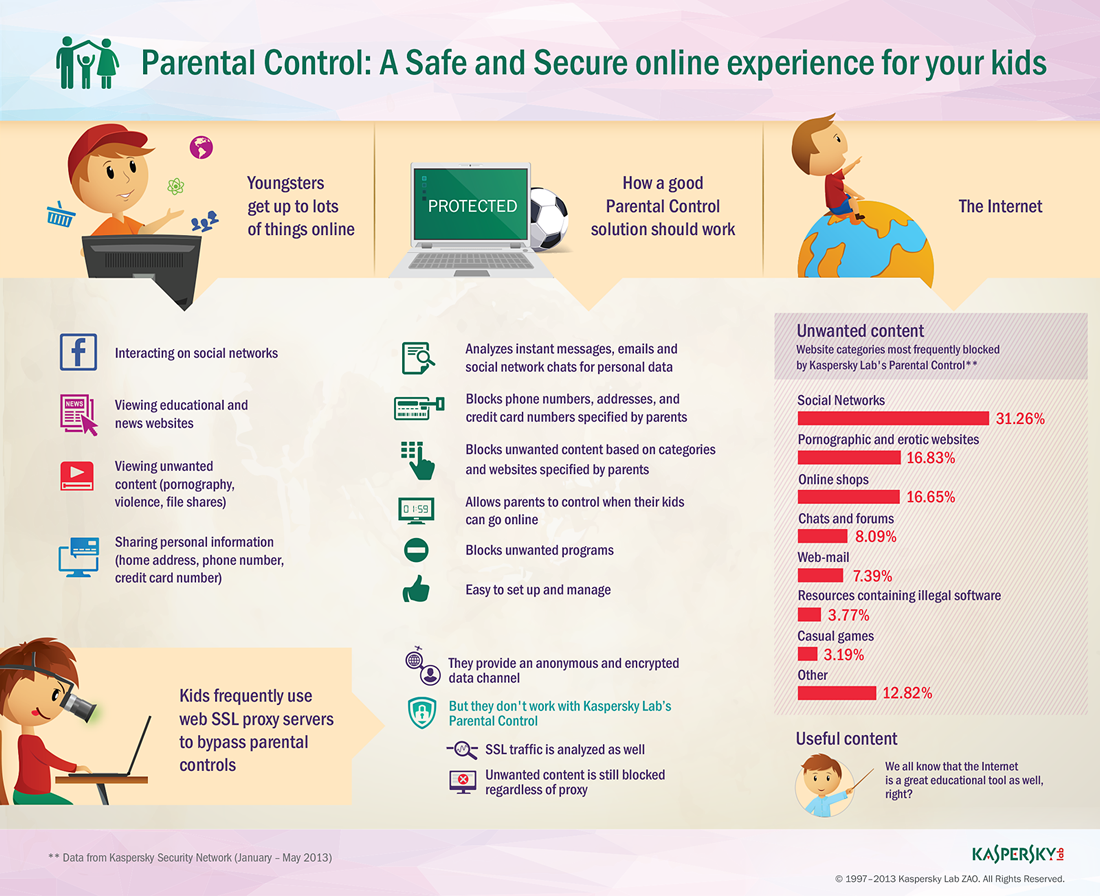 Parental Control: A Safe and Secure online experience for your kids
Youngsters
get up to lots
of things online
PROTECTED
How a good
Parental Control
solution should work
The Internet
Interacting on social networks
NEWS
Viewing educational and
news websites
Viewing unwanted
content (pornography,
violence, file shares)
Sharing personal information
(home address, phone number,
credit card number)
Analyzes instant messages, emails and
social network chats for personal data
Blocks phone numbers, addresses, and
credit card numbers specified by parents
Blocks unwanted content based on categories
and websites specified by parents
01:59
Allows parents to control when their kids
can go online
Blocks unwanted programs
Easy to set up and manage
Unwanted content
Website categories most frequently blocked
by Kaspersky Lab's Parental Control**
Social Networks
31.26%
Pornographic and erotic websites
16.83%
Online shops
16.65%
Chats and forums
8.09%
Web-mail
7.39%
Resources containing illegal software
3.77%
Casual games
3.19%
Other
12.82%
Kids frequently use
web SSL proxy servers
to bypass parental
controls
They provide an anonymous and encrypted
data channel
But they don't work with Kaspersky Lab's
Parental Control
SSL traffic is analyzed as well
Unwanted content is still blocked
regardless of proxy
Useful content
We all know that the Internet
is a great educational tool as well,
right?
** Data from Kaspersky Security Network (January – May 2013)
KASPERSKY lab
© 1997–2013 Kaspersky Lab ZAO. All Rights Reserved.